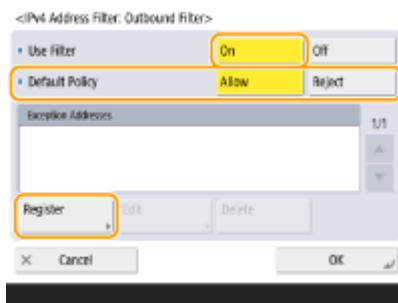 <IPv4 Address Filter: Outbound Filter>
• Use Filter On Off
• Default Policy Allow Reject
Exception Addresses
1/1
Register Edit Delete
× Cancel OK